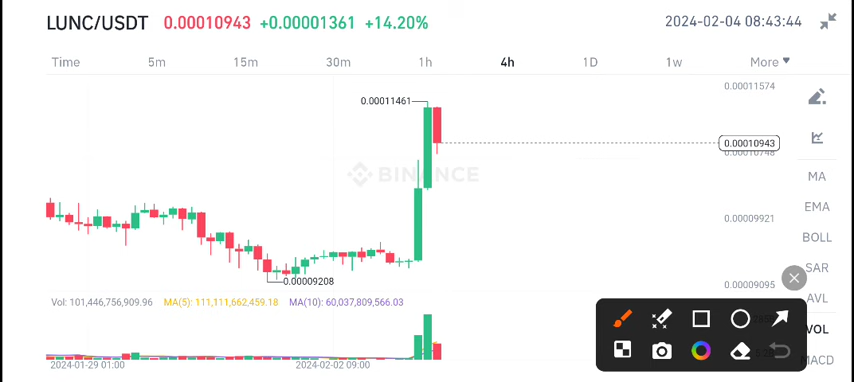 LUNC/USDT 0.00010943 +0.00001361 +14.20% 2024-02-04 08:43:44
Time 5m 15m 30m 1h 4h 1D 1w More
0.00011574
0.00011461
0.00010943
0.00010748
BINANCE
MA
EMA
0.00009921
BOLL
SAR
0.00009208
0.00009095
AVL
Vol: 101,446,756,909.96 MA(5): 111,111,662,459.18 MA(10): 60,037,809,566.03
VOL
MACD
2024-01-29 01:00 2024-02-02 09:00